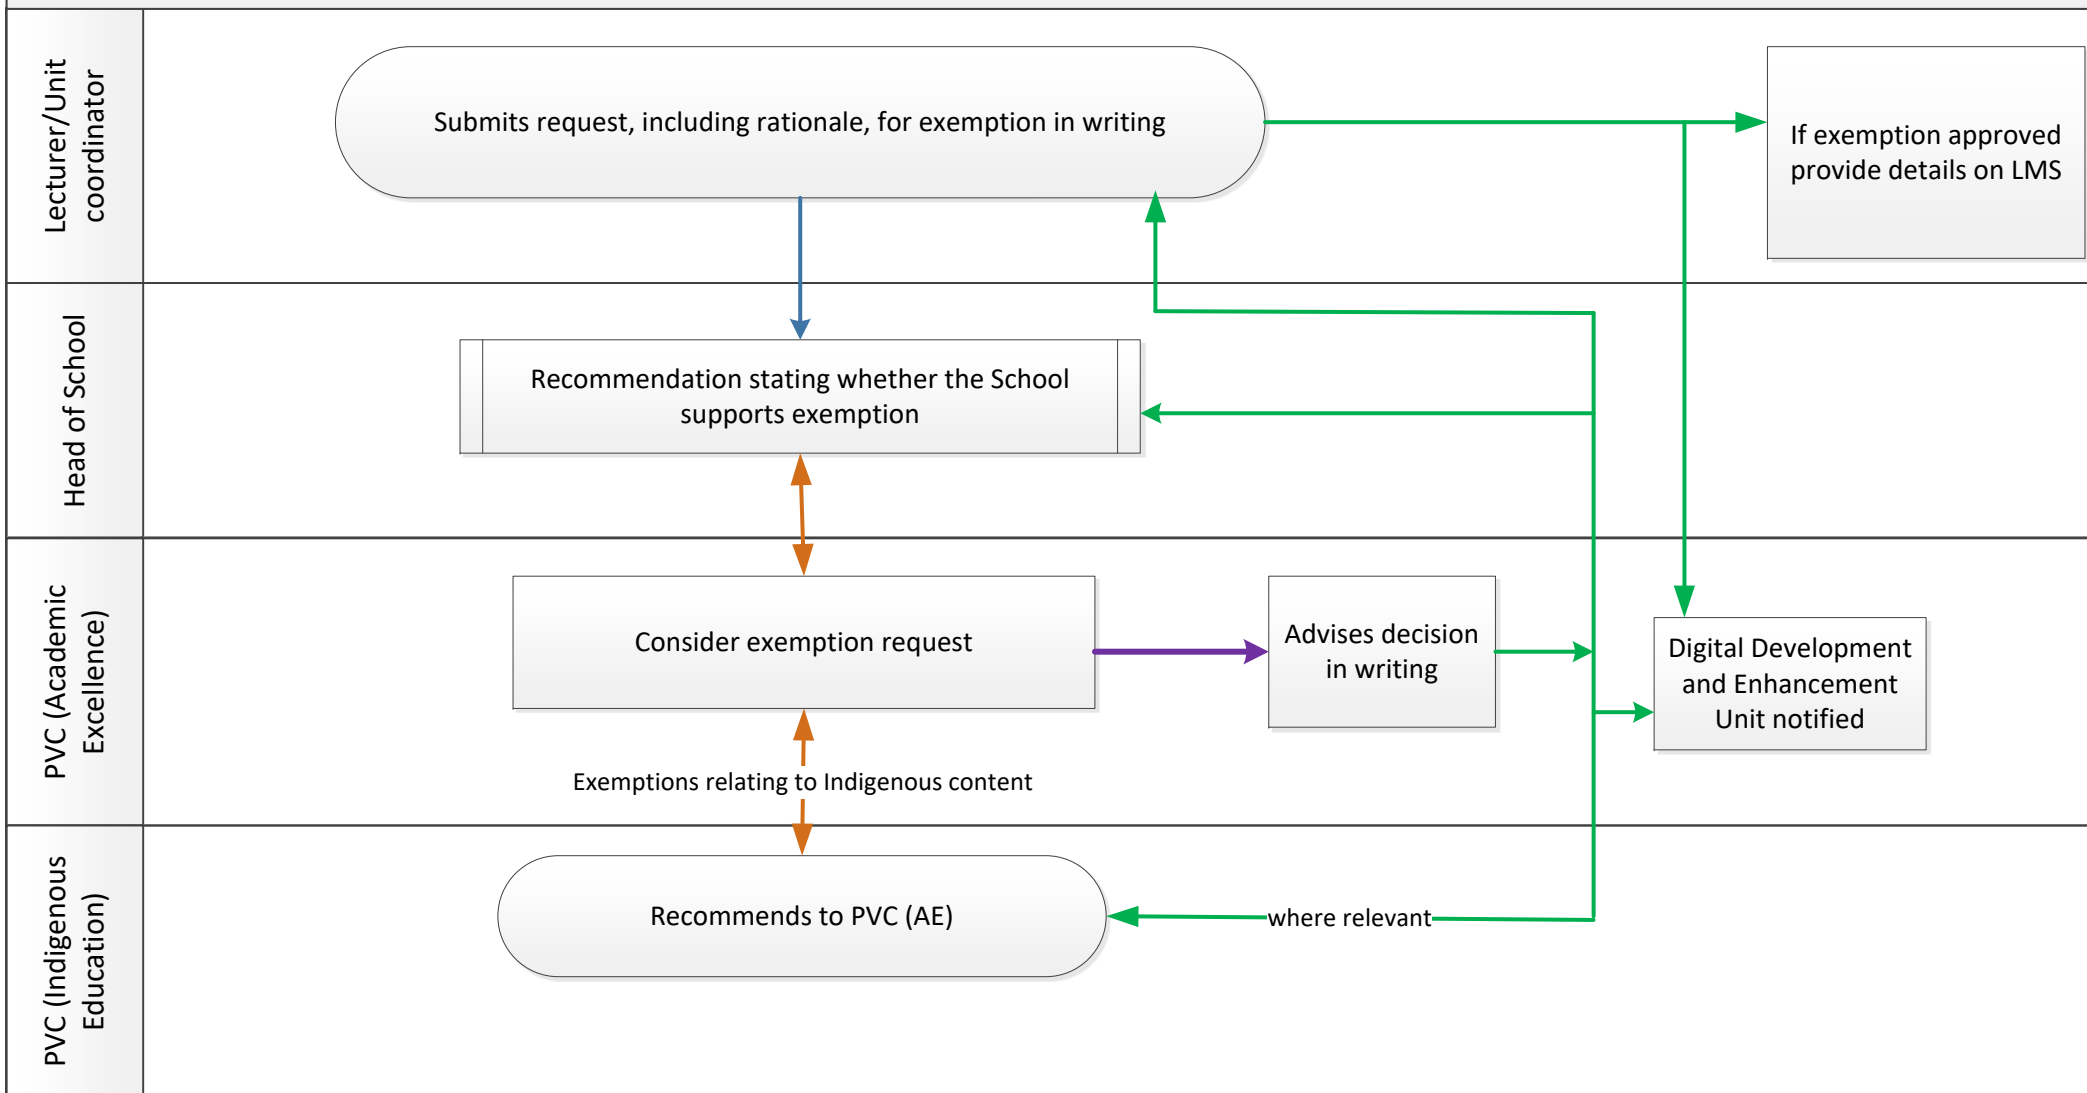 Lecturer/Unit
coordinator
Submits request, including rationale, for exemption in writing
If exemption approved
provide details on LMS
Head of School
Recommendation stating whether the School
supports exemption
PVC (Academic
Excellence)
Consider exemption request
Advises decision
in writing
Digital Development
and Enhancement
Unit notified
Exemptions relating to Indigenous content
PVC (Indigenous
Education)
Recommends to PVC (AE)
where relevant